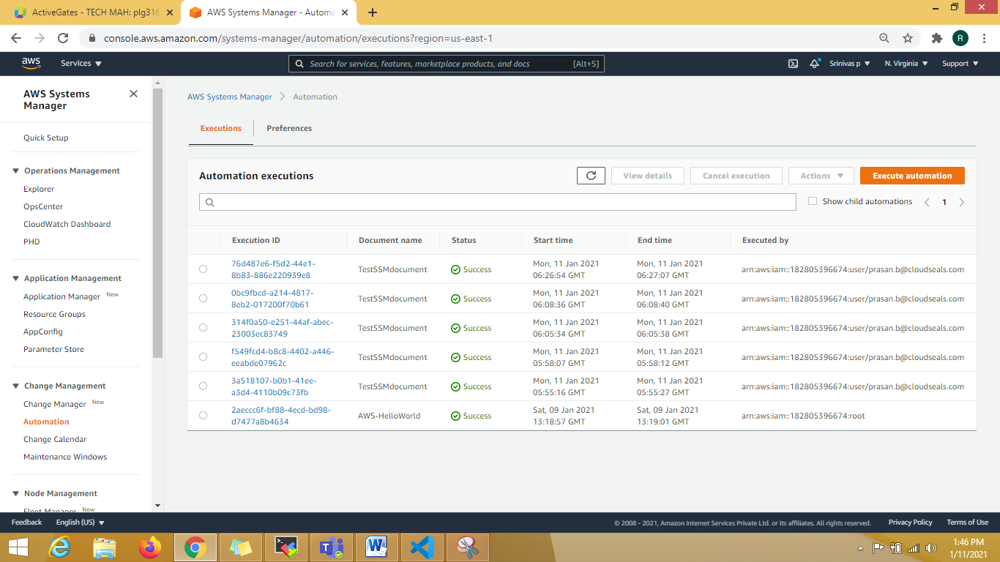 ActiveGates - TECH MAH: plg316
AWS Systems Manager - Automa
console.aws.amazon.com/systems-manager/automation/executions?region=us-east-1
R
aws
Services
Search for services, features, marketplace products, and docs
[Alt+S]
Srinivas p
N. Virginia
Support
AWS Systems
Manager
Quick Setup
Operations Management
Explorer
OpsCenter
CloudWatch Dashboard
PHD
Application Management
Application Manager New
Resource Groups
AppConfig
Parameter Store
Change Management
Change Manager New
Automation
Change Calendar
Maintenance Windows
Node Management
Fleet Manager New
AWS Systems Manager
Automation
Executions
Preferences
Automation executions
View details
Cancel execution
Actions
Execute automation
Show child automations
1
Execution ID
Document name
Status
Start time
End time
Executed by
76d487e6-f5d2-44e1-
8b83-886e220939e8
TestSSMdocument
Success
Mon, 11 Jan 2021
06:26:54 GMT
Mon, 11 Jan 2021
06:27:07 GMT
arn:aws:iam::182805396674:user/prasan.b@cloudseals.com
0bc9fbcd-a214-4817-
8eb2-017200f70b61
TestSSMdocument
Success
Mon, 11 Jan 2021
06:08:36 GMT
Mon, 11 Jan 2021
06:08:40 GMT
arn:aws:iam::182805396674:user/prasan.b@cloudseals.com
314f0a50-e251-44af-abec-
23003ec83749
TestSSMdocument
Success
Mon, 11 Jan 2021
06:05:34 GMT
Mon, 11 Jan 2021
06:05:38 GMT
arn:aws:iam::182805396674:user/prasan.b@cloudseals.com
f549fcd4-b8c8-4402-a446-
eeabde07962c
TestSSMdocument
Success
Mon, 11 Jan 2021
05:58:07 GMT
Mon, 11 Jan 2021
05:58:12 GMT
arn:aws:iam::182805396674:user/prasan.b@cloudseals.com
3a518107-b0b1-41ee-
a3d4-4110b09c73fb
TestSSMdocument
Success
Mon, 11 Jan 2021
05:55:16 GMT
Mon, 11 Jan 2021
05:55:27 GMT
arn:aws:iam::182805396674:user/prasan.b@cloudseals.com
2aeccc6f-bf88-4ecd-bd98-
d7477a8b4634
AWS-HelloWorld
Success
Sat, 09 Jan 2021
13:18:57 GMT
Sat, 09 Jan 2021
13:19:01 GMT
arn:aws:iam::182805396674:root
Feedback
English (US)
© 2008 - 2021, Amazon Internet Services Private Ltd. or its affiliates. All rights reserved.
Privacy Policy
Terms of Use
1:46 PM
1/11/2021